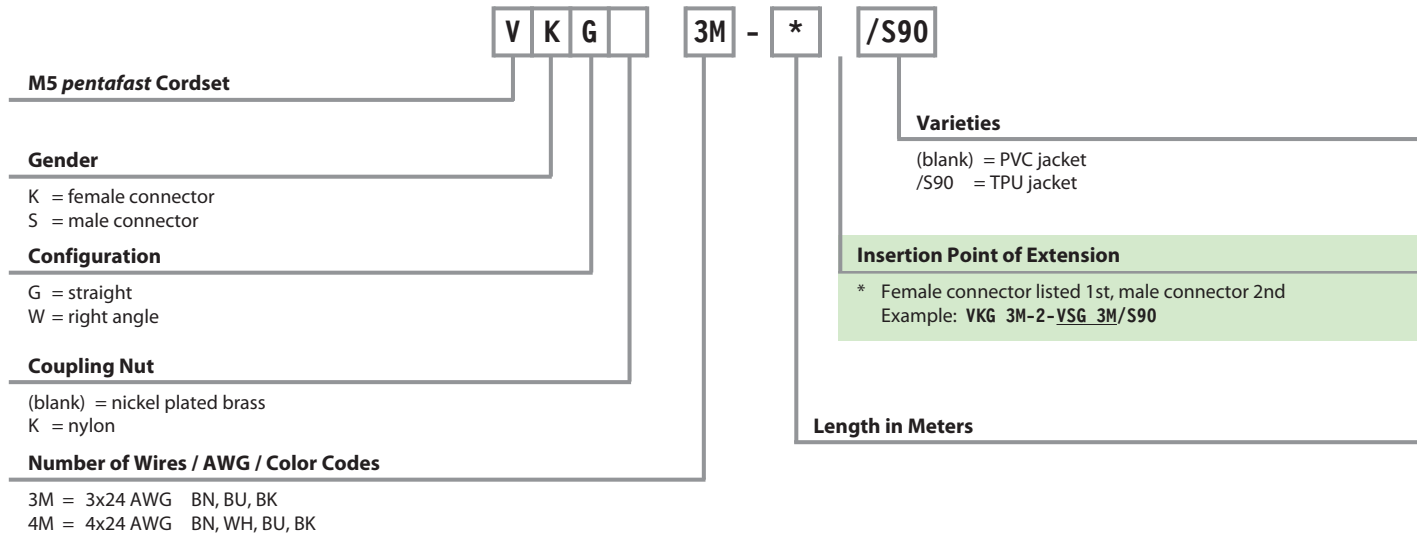 V K G 3M - * /S90
M5 pentafast Cordset
Gender
K = female connector
S = male connector
Configuration
G = straight
W = right angle
Coupling Nut
(blank) = nickel plated brass
K = nylon
Number of Wires / AWG / Color Codes
3M = 3x24 AWG BN, BU, BK
4M = 4x24 AWG BN, WH, BU, BK
Varieties
(blank) = PVC jacket
/S90 = TPU jacket
Insertion Point of Extension
* Female connector listed 1st, male connector 2nd
Example: VKG 3M-2-VSG 3M/S90
Length in Meters